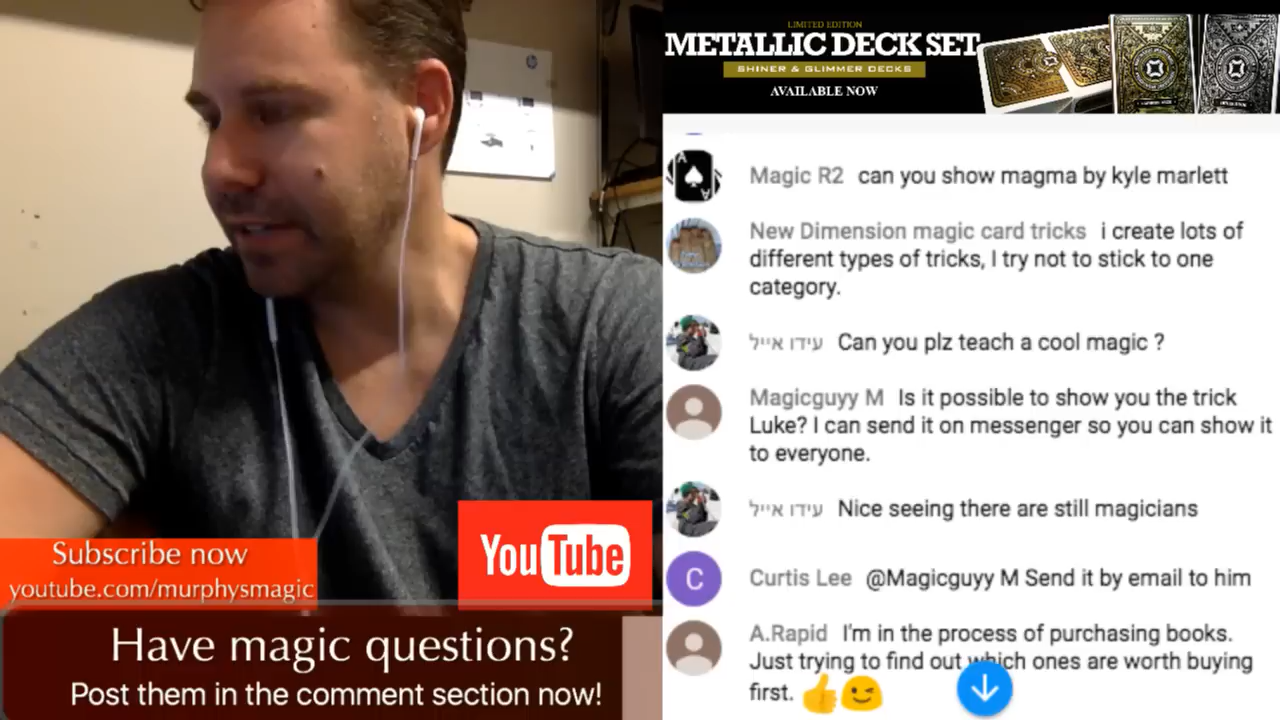 LIMITED EDITION
METALLIC DECK SET
SHINER & GLIMMER DECKS
AVAILABLE NOW
Magic R2 can you show magma by kyle marlett
New Dimension magic card tricks i create lots of
different types of tricks, I try not to stick to one
category.
עידו אייל Can you plz teach a cool magic ?
Magicguyy M Is it possible to show you the trick
Luke? I can send it on messenger so you can show it
to everyone.
עידו אייל Nice seeing there are still magicians
C
Curtis Lee @Magicguyy M Send it by email to him
A.Rapid I'm in the process of purchasing books.
Just trying to find out which ones are worth buying
first. 👍😉
YouTube
Subscribe now
youtube.com/murphysmagic
Have magic questions?
Post them in the comment section now!